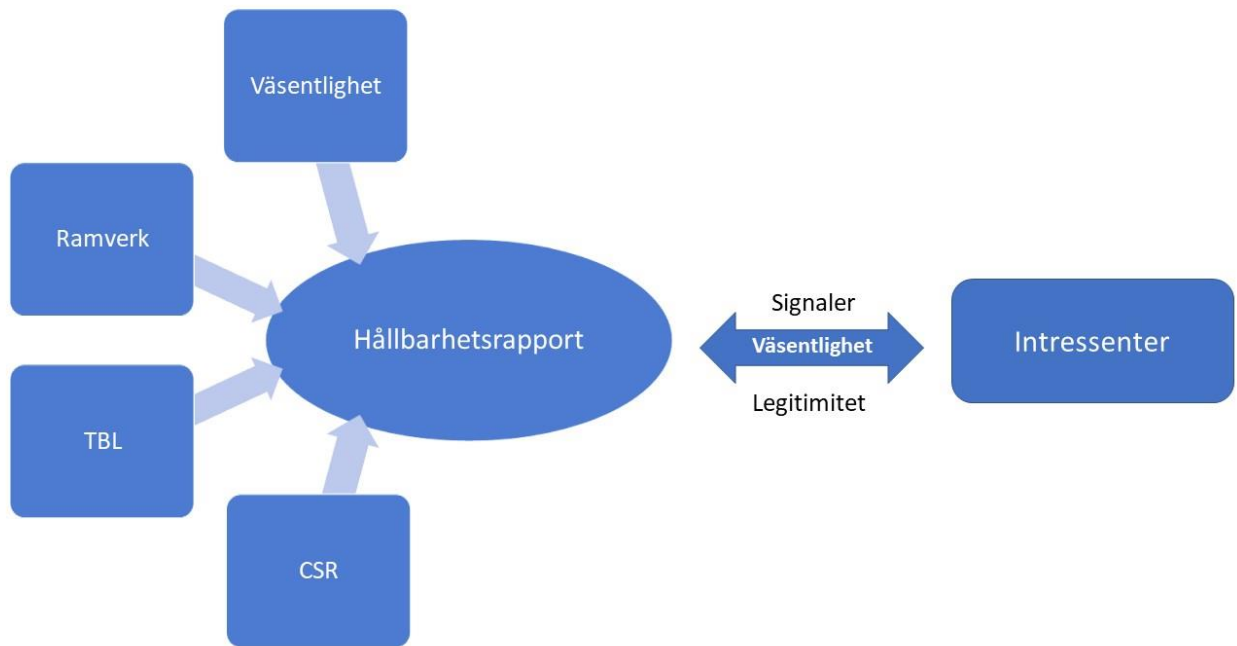 Väsentlighet
Ramverk
TBL
CSR
Hållbarhetsrapport
Signaler
Väsentlighet
Legitimitet
Intressenter